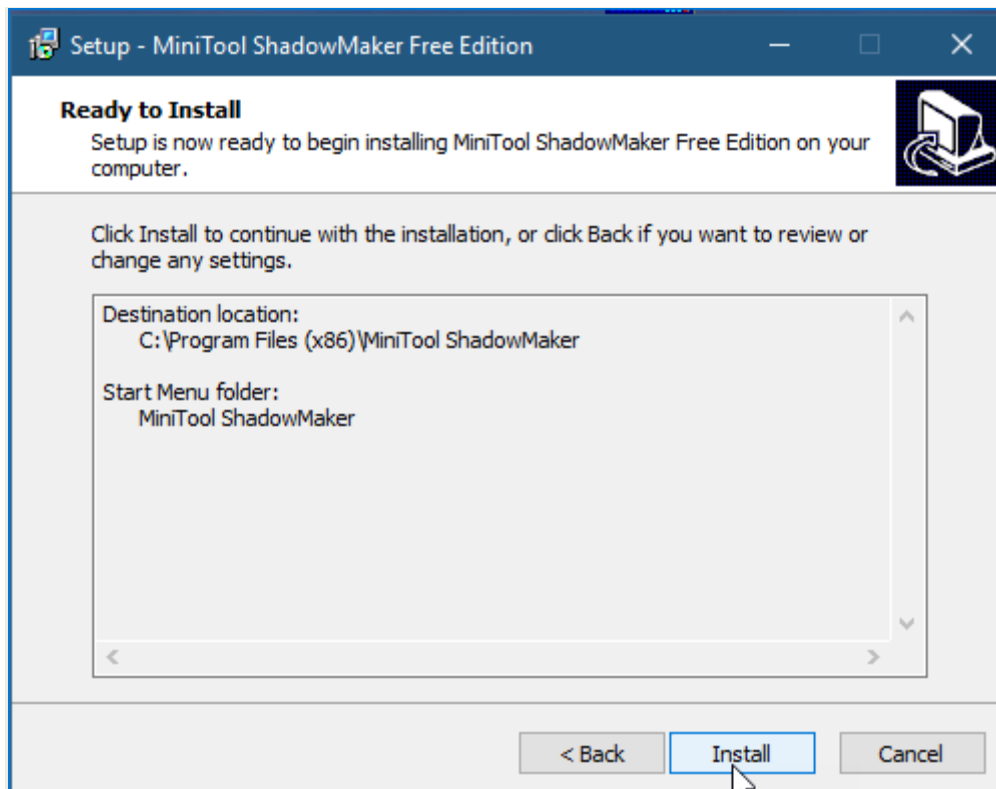 Setup - MiniTool ShadowMaker Free Edition
Ready to Install
Setup is now ready to begin installing MiniTool ShadowMaker Free Edition on your
computer.
Click Install to continue with the installation, or click Back if you want to review or
change any settings.
Destination location:
C:\Program Files (x86)\MiniTool ShadowMaker
Start Menu folder:
MiniTool ShadowMaker
< Back
Install
Cancel